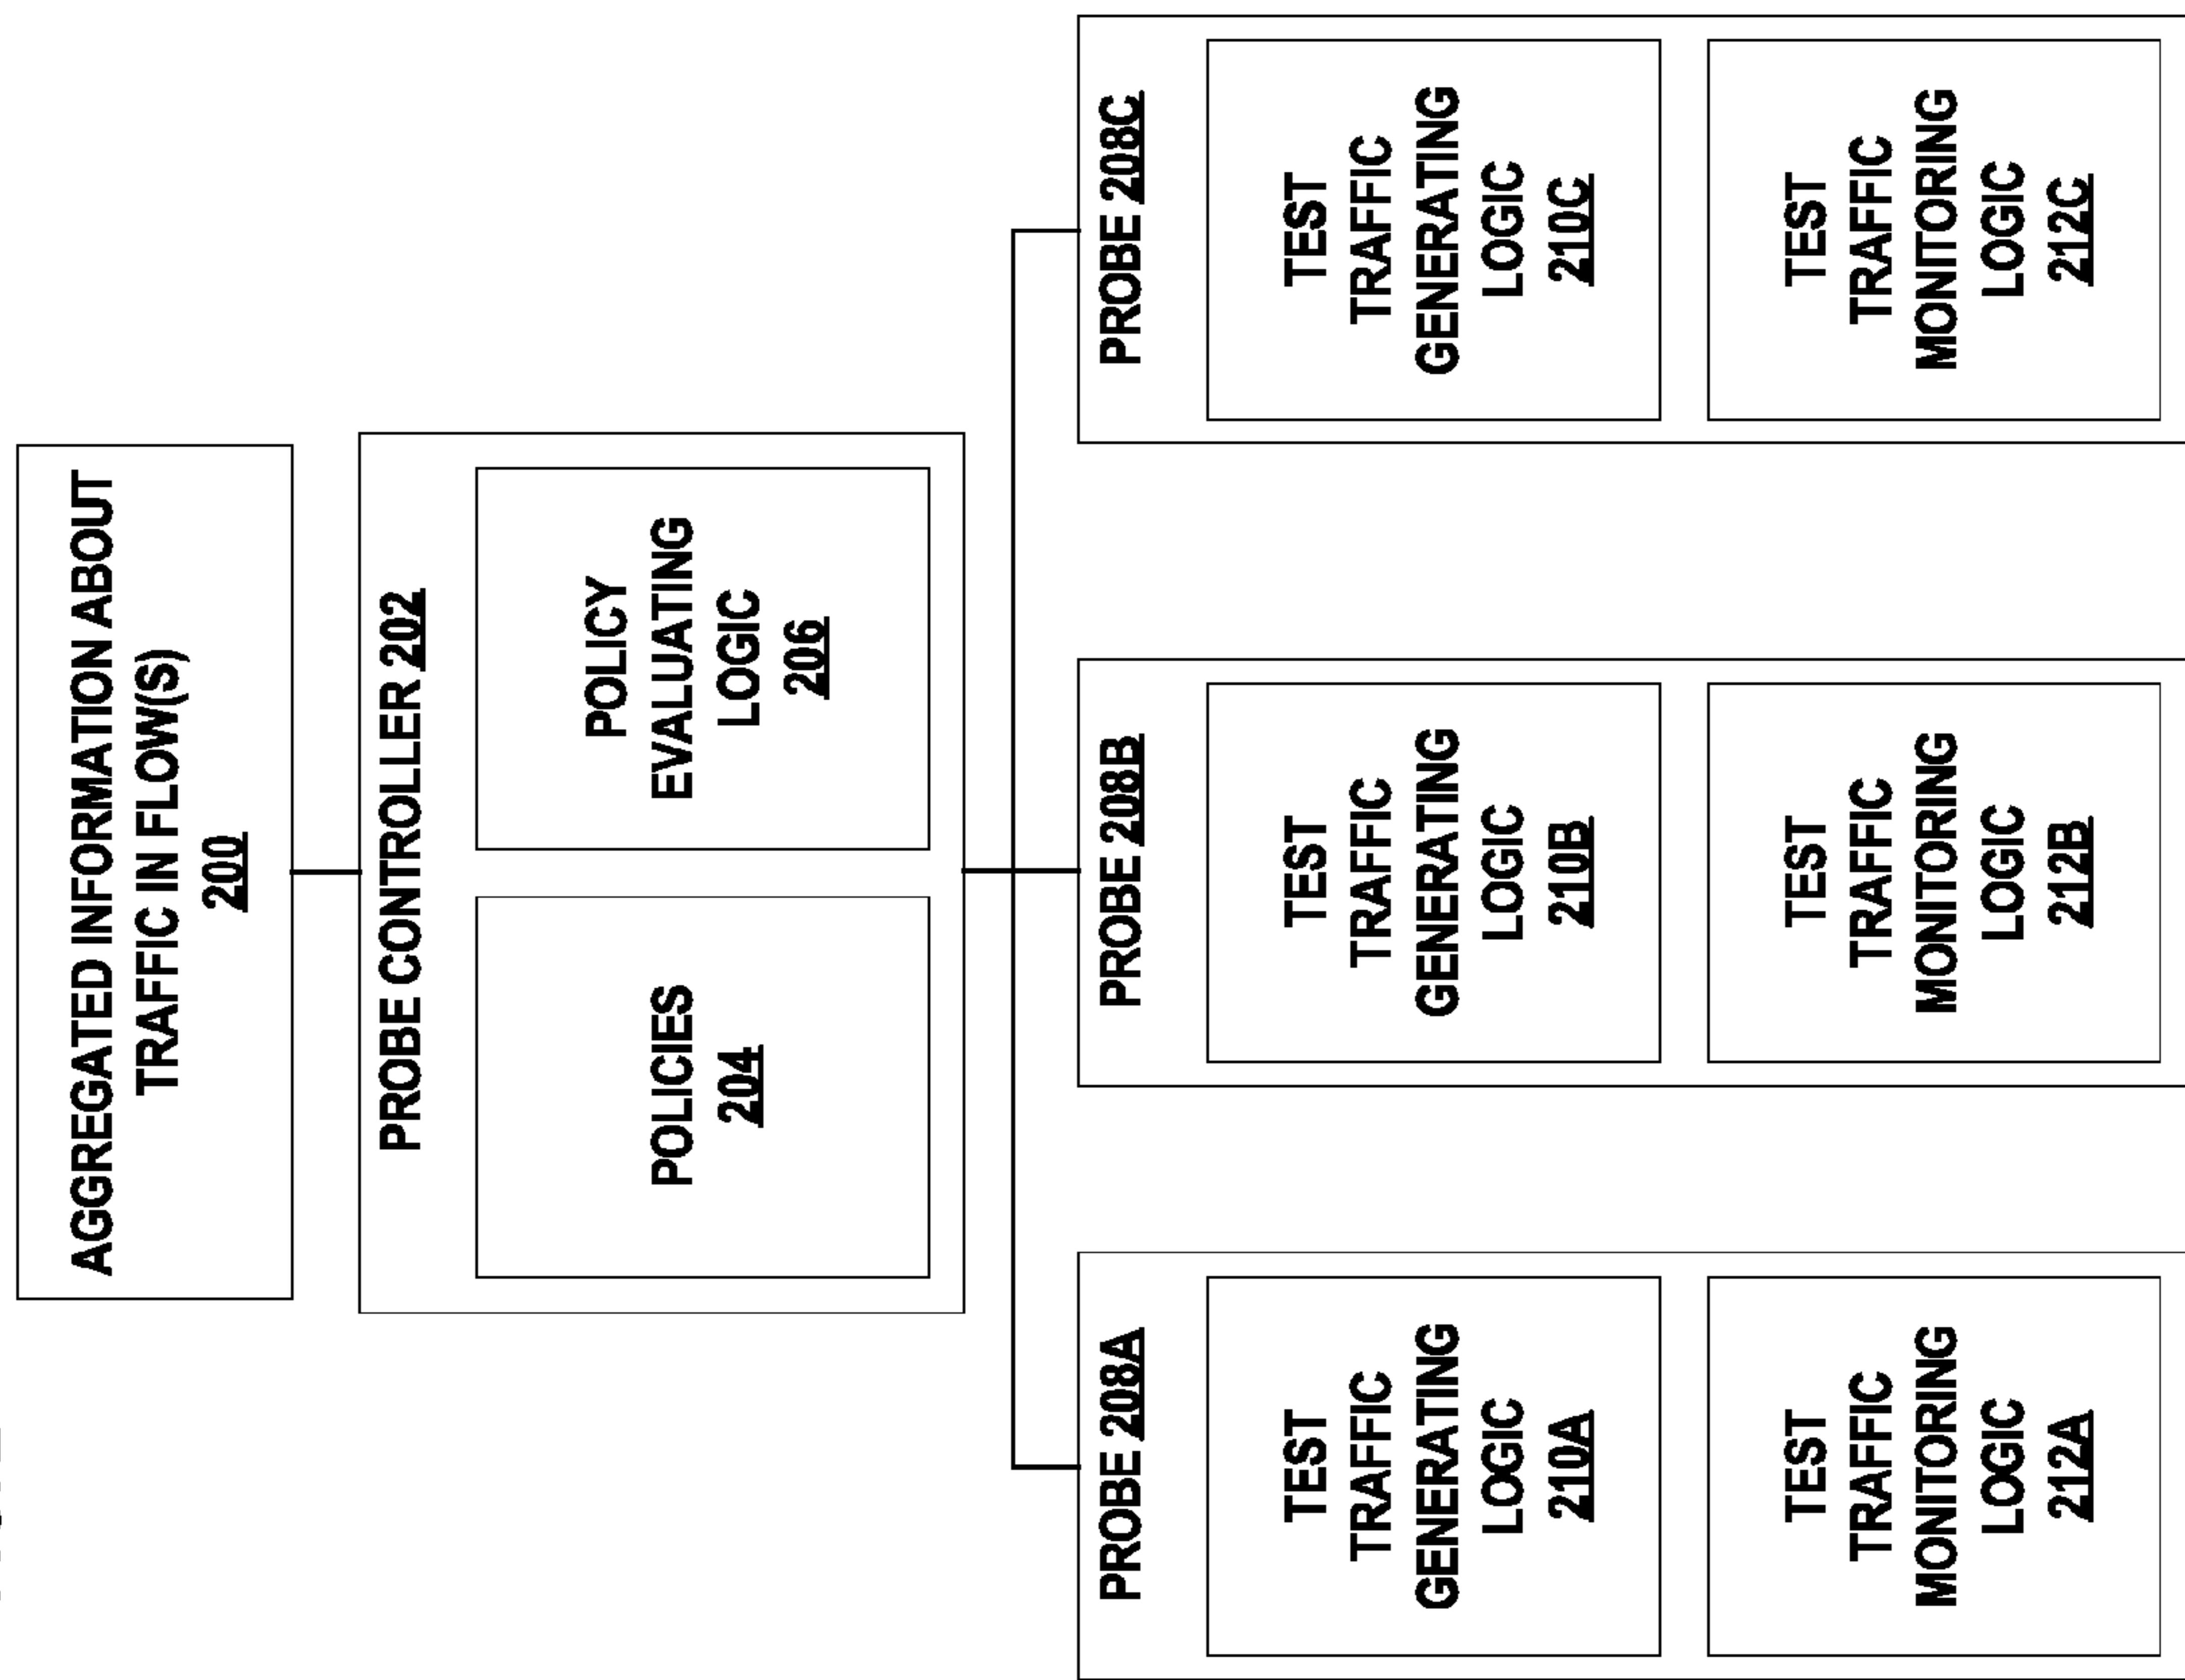 AGGREGATED INFORMATION ABOUT
TRAFFIC IN FLOW(S)
200
PROBE CONTROLLER 202
POLICIES
204
POLICY
EVALUATING
LOGIC
206
PROBE 208A
TEST
TRAFFIC
GENERATING
LOGIC
210A
TEST
TRAFFIC
MONITORING
LOGIC
212A
PROBE 208B
TEST
TRAFFIC
GENERATING
LOGIC
210B
TEST
TRAFFIC
MONITORING
LOGIC
212B
PROBE 208C
TEST
TRAFFIC
GENERATING
LOGIC
210C
TEST
TRAFFIC
MONITORING
LOGIC
212C